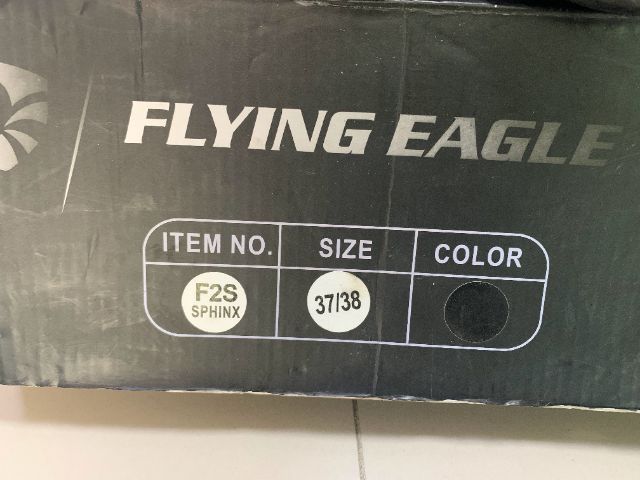 FLYING EAGLE
ITEM NO. SIZE COLOR
F2S
SPHINX
37/38